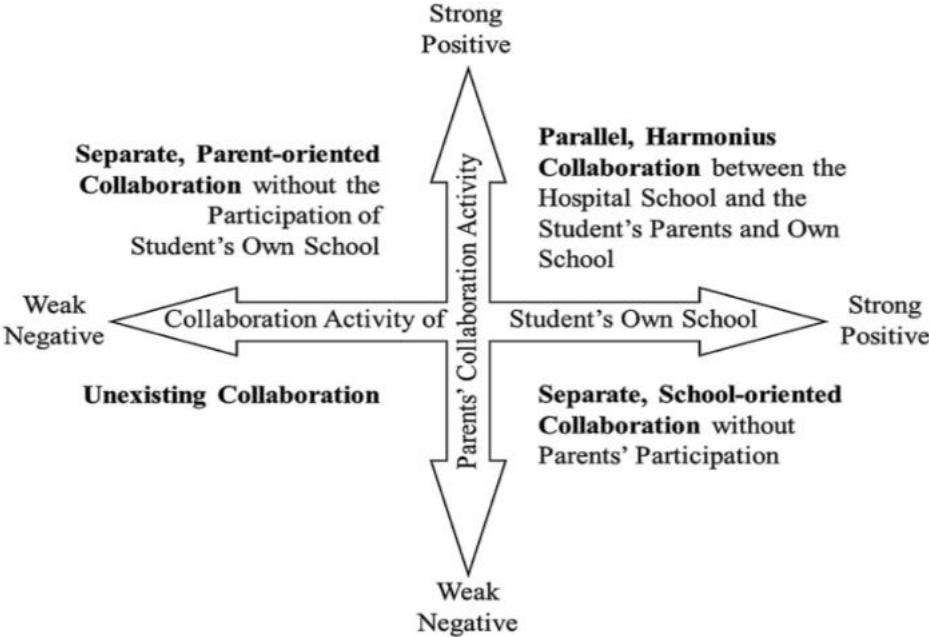 Strong
Positive
Separate, Parent-oriented
Collaboration without the
Participation of
Student's Own School
Parallel, Harmonius
Collaboration between the
Hospital School and the
Student's Parents and Own
School
Parents' Collaboration Activity
Weak
Negative
Collaboration Activity of Student's Own School
Strong
Positive
Unexisting Collaboration
Separate, School-oriented
Collaboration without
Parents' Participation
Weak
Negative